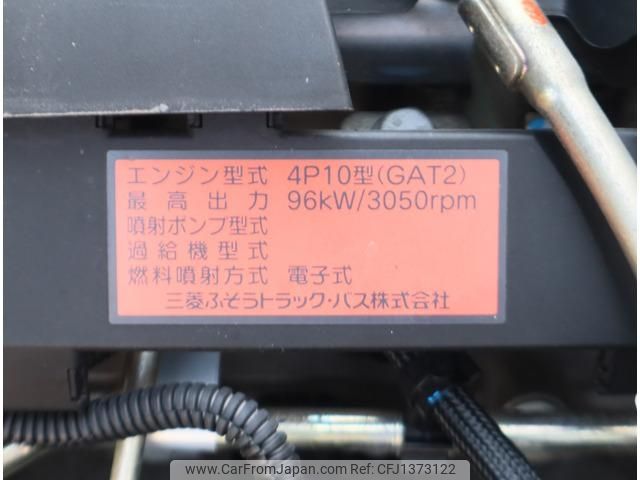 エンジン型式 4P10型(GAT2)
最高出力 96kW/3050rpm
噴射ポンプ型式
過給機型式
燃料噴射方式 電子式
三菱ふそうトラック・バス株式会社
www.CarFromJapan.com | Stock ID: CFJ1373122